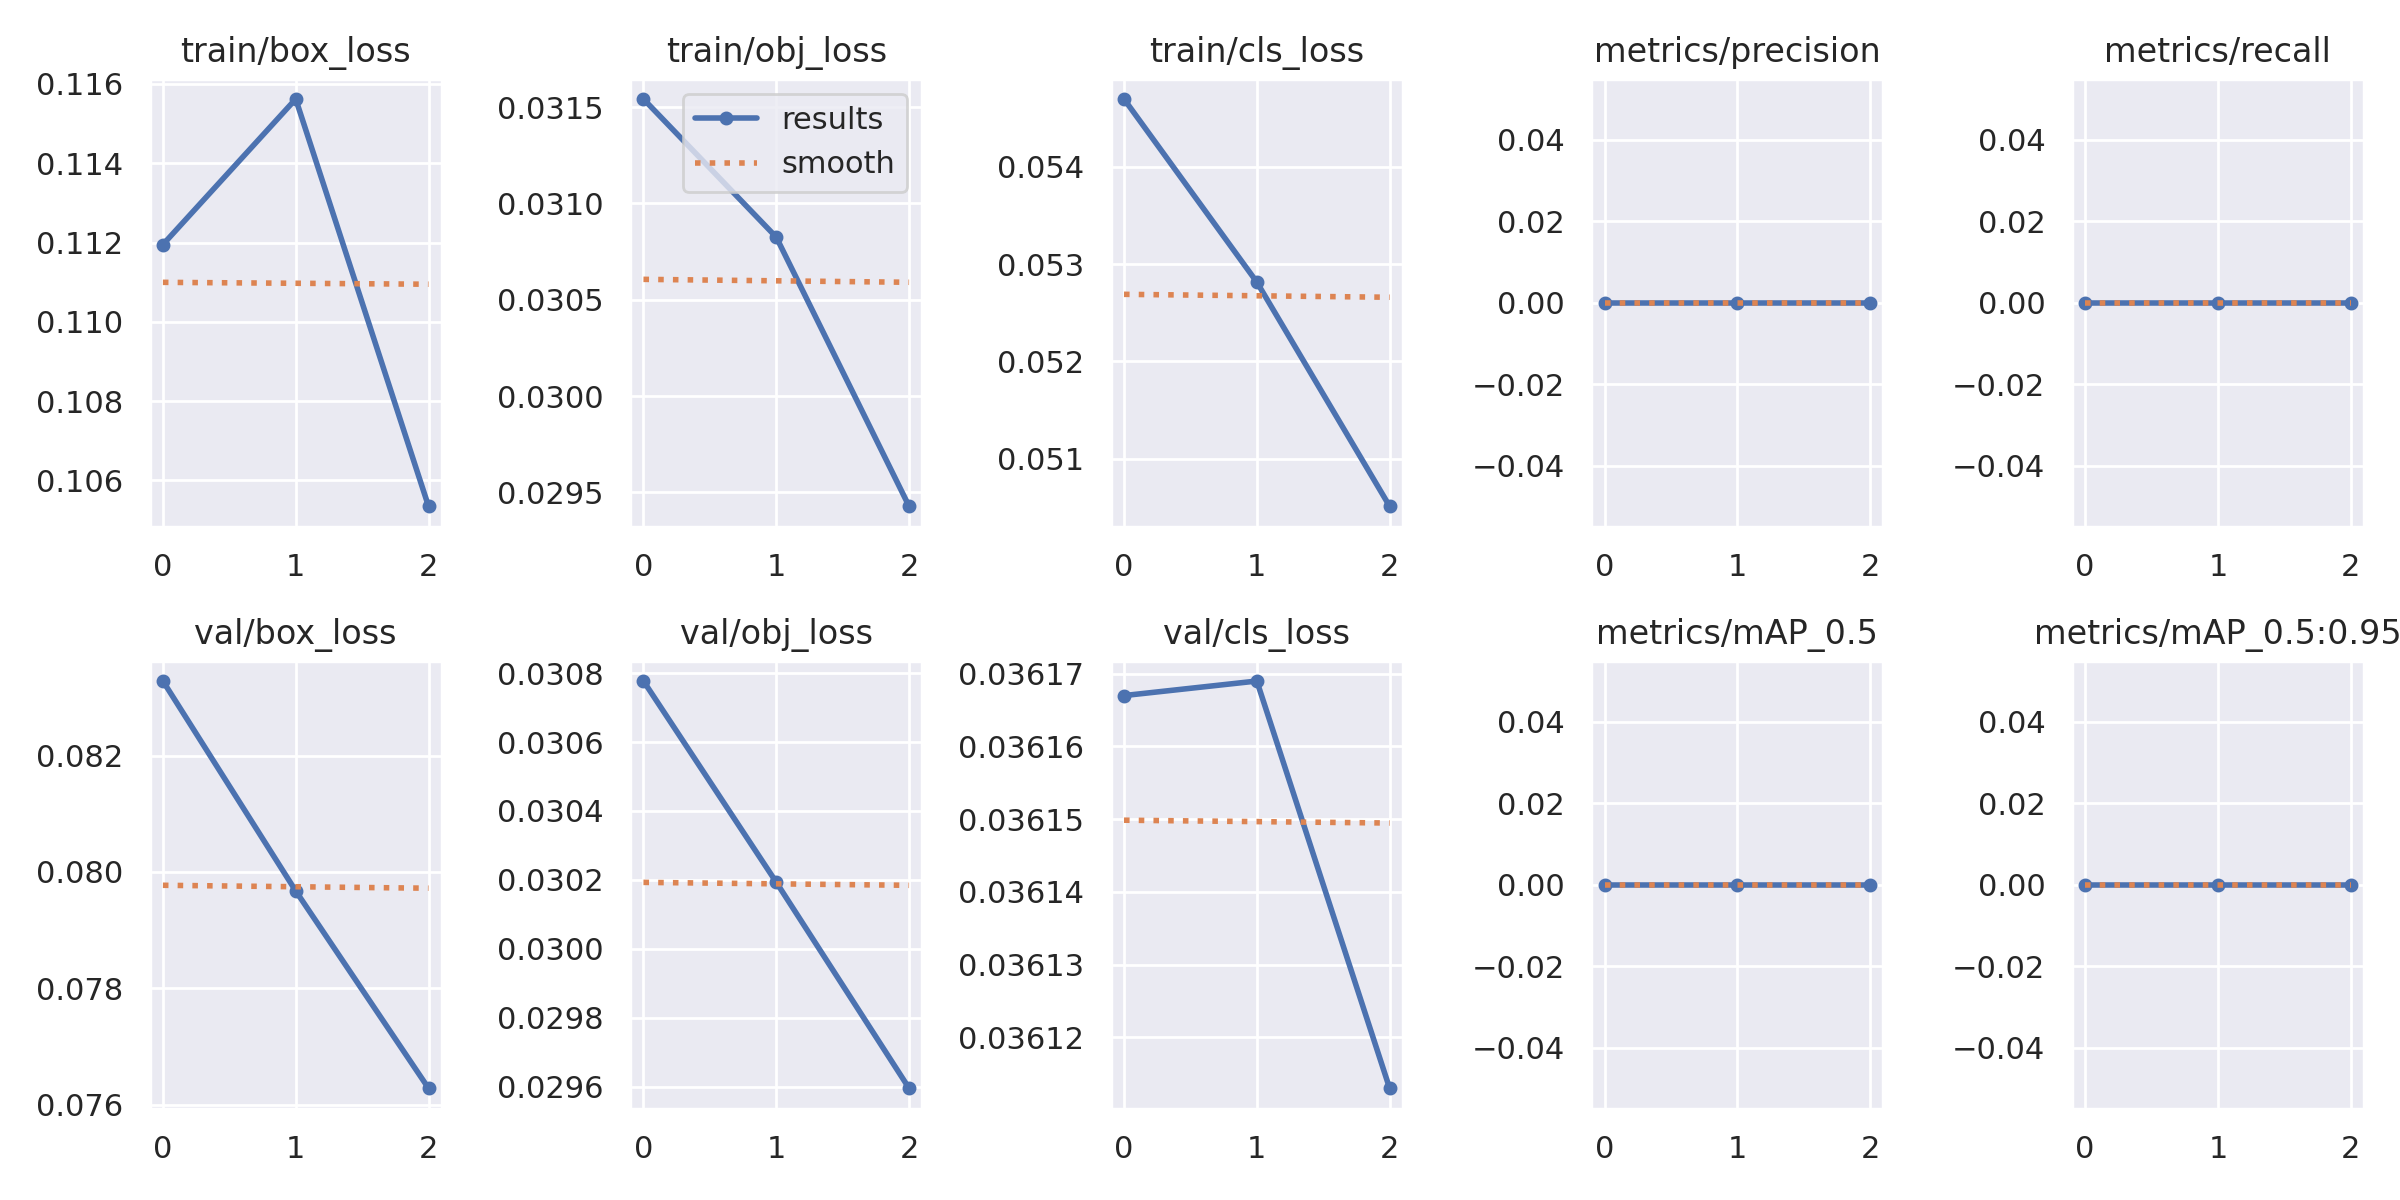 train/box_loss
0.116
0.114
0.112
0.110
0.108
0.106
0 1 2
train/obj_loss
results
smooth
0.0315
0.0310
0.0305
0.0300
0.0295
0 1 2
train/cls_loss
0.054
0.053
0.052
0.051
0 1 2
metrics/precision
0.04
0.02
0.00
−0.02
−0.04
0 1 2
metrics/recall
0.04
0.02
0.00
−0.02
−0.04
0 1 2
val/box_loss
0.082
0.080
0.078
0.076
0 1 2
val/obj_loss
0.0308
0.0306
0.0304
0.0302
0.0300
0.0298
0.0296
0 1 2
val/cls_loss
0.03617
0.03616
0.03615
0.03614
0.03613
0.03612
0 1 2
metrics/mAP_0.5
0.04
0.02
0.00
−0.02
−0.04
0 1 2
metrics/mAP_0.5:0.95
0.04
0.02
0.00
−0.02
−0.04
0 1 2